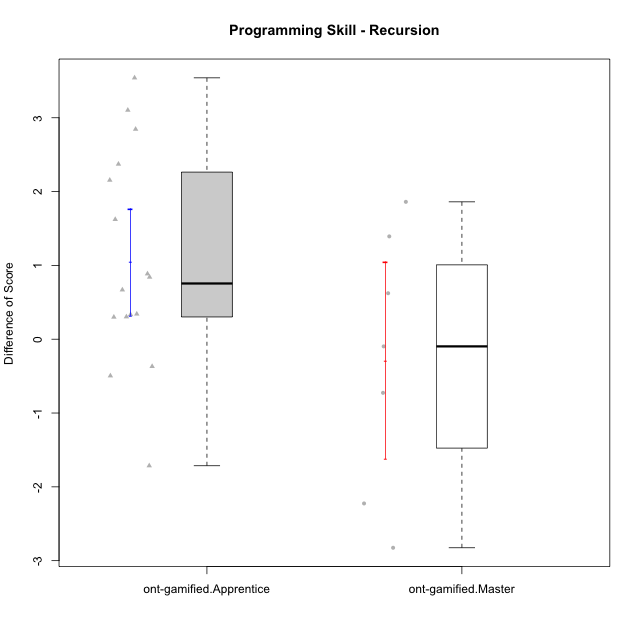 Programming Skill - Recursion
Difference of Score
3
2
1
0
-1
-2
-3
ont-gamified.Apprentice
ont-gamified.Master